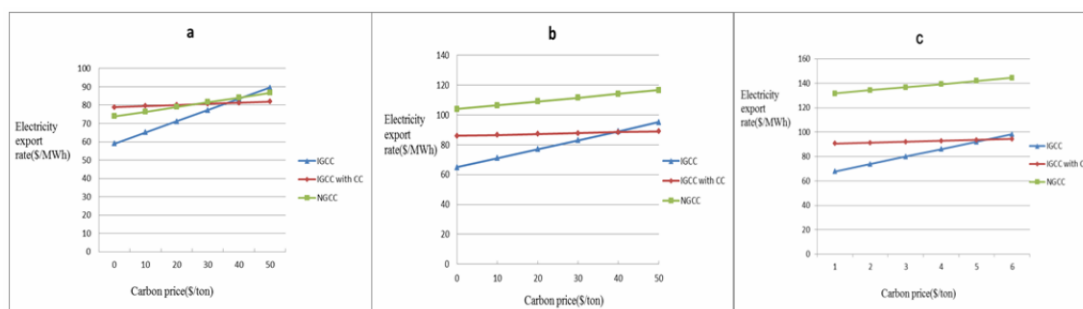 a
100
90
80
70
60
50
40
30
20
10
0
Electricity
export
rate($/MWh)
0 10 20 30 40 50
Carbon price($/ton)
IGCC
IGCC with CC
NGCC
b
140
120
100
80
60
40
20
0
Electricity
export
rate($/MWh)
0 10 20 30 40 50
Carbon price($/ton)
IGCC
IGCC with CC
NGCC
c
160
140
120
100
80
60
40
20
0
Electricity
export
rate($/MWh)
1 2 3 4 5 6
Carbon price($/ton)
IGCC
IGCC with CC
NGCC